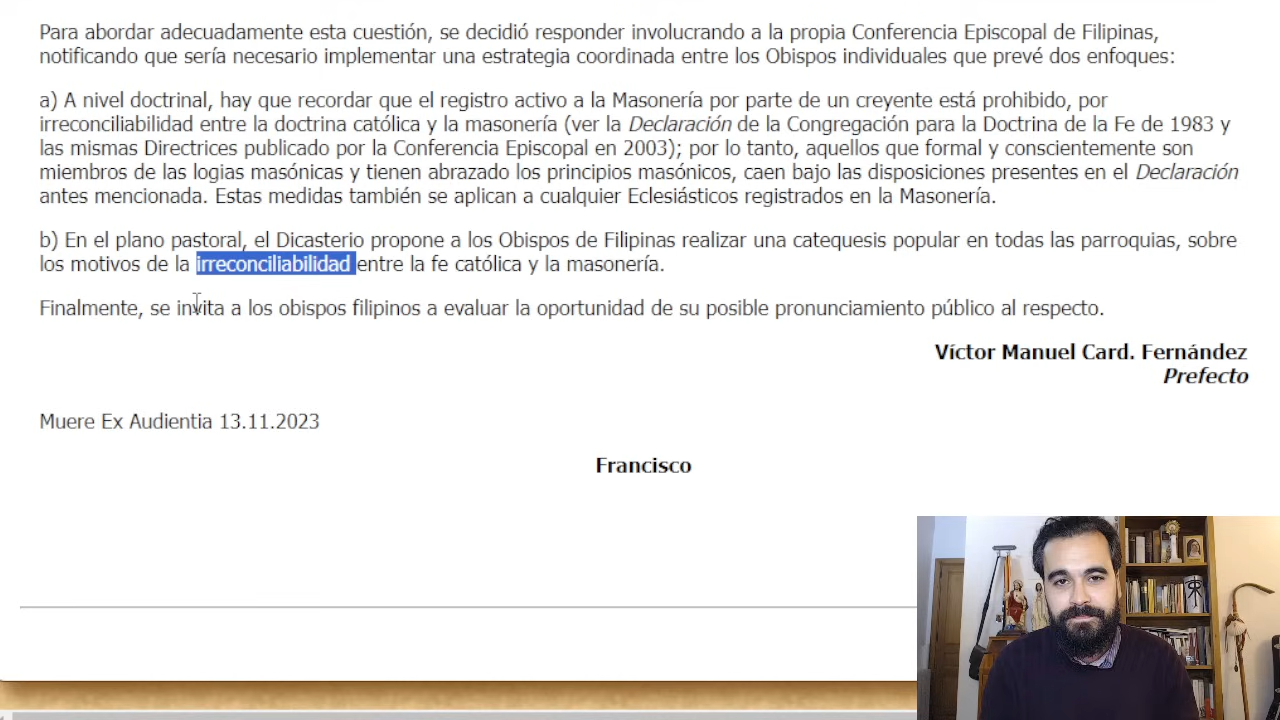 Para abordar adecuadamente esta cuestión, se decidió responder involucrando a la propia Conferencia Episcopal de Filipinas,
notificando que sería necesario implementar una estrategia coordinada entre los Obispos individuales que prevé dos enfoques:
a) A nivel doctrinal, hay que recordar que el registro activo a la Masonería por parte de un creyente está prohibido, por
irreconciliabilidad entre la doctrina católica y la masonería (ver la Declaración de la Congregación para la Doctrina de la Fe de 1983 y
las mismas Directrices publicado por la Conferencia Episcopal en 2003); por lo tanto, aquellos que formal y conscientemente son
miembros de las logias masónicas y tienen abrazado los principios masónicos, caen bajo las disposiciones presentes en el Declaración
antes mencionada. Estas medidas también se aplican a cualquier Eclesiásticos registrados en la Masonería.
b) En el plano pastoral, el Dicasterio propone a los Obispos de Filipinas realizar una catequesis popular en todas las parroquias, sobre
los motivos de la irreconciliabilidad entre la fe católica y la masonería.
Finalmente, se invita a los obispos filipinos a evaluar la oportunidad de su posible pronunciamiento público al respecto.
Víctor Manuel Card. Fernández
Prefecto
Muere Ex Audientia 13.11.2023
Francisco